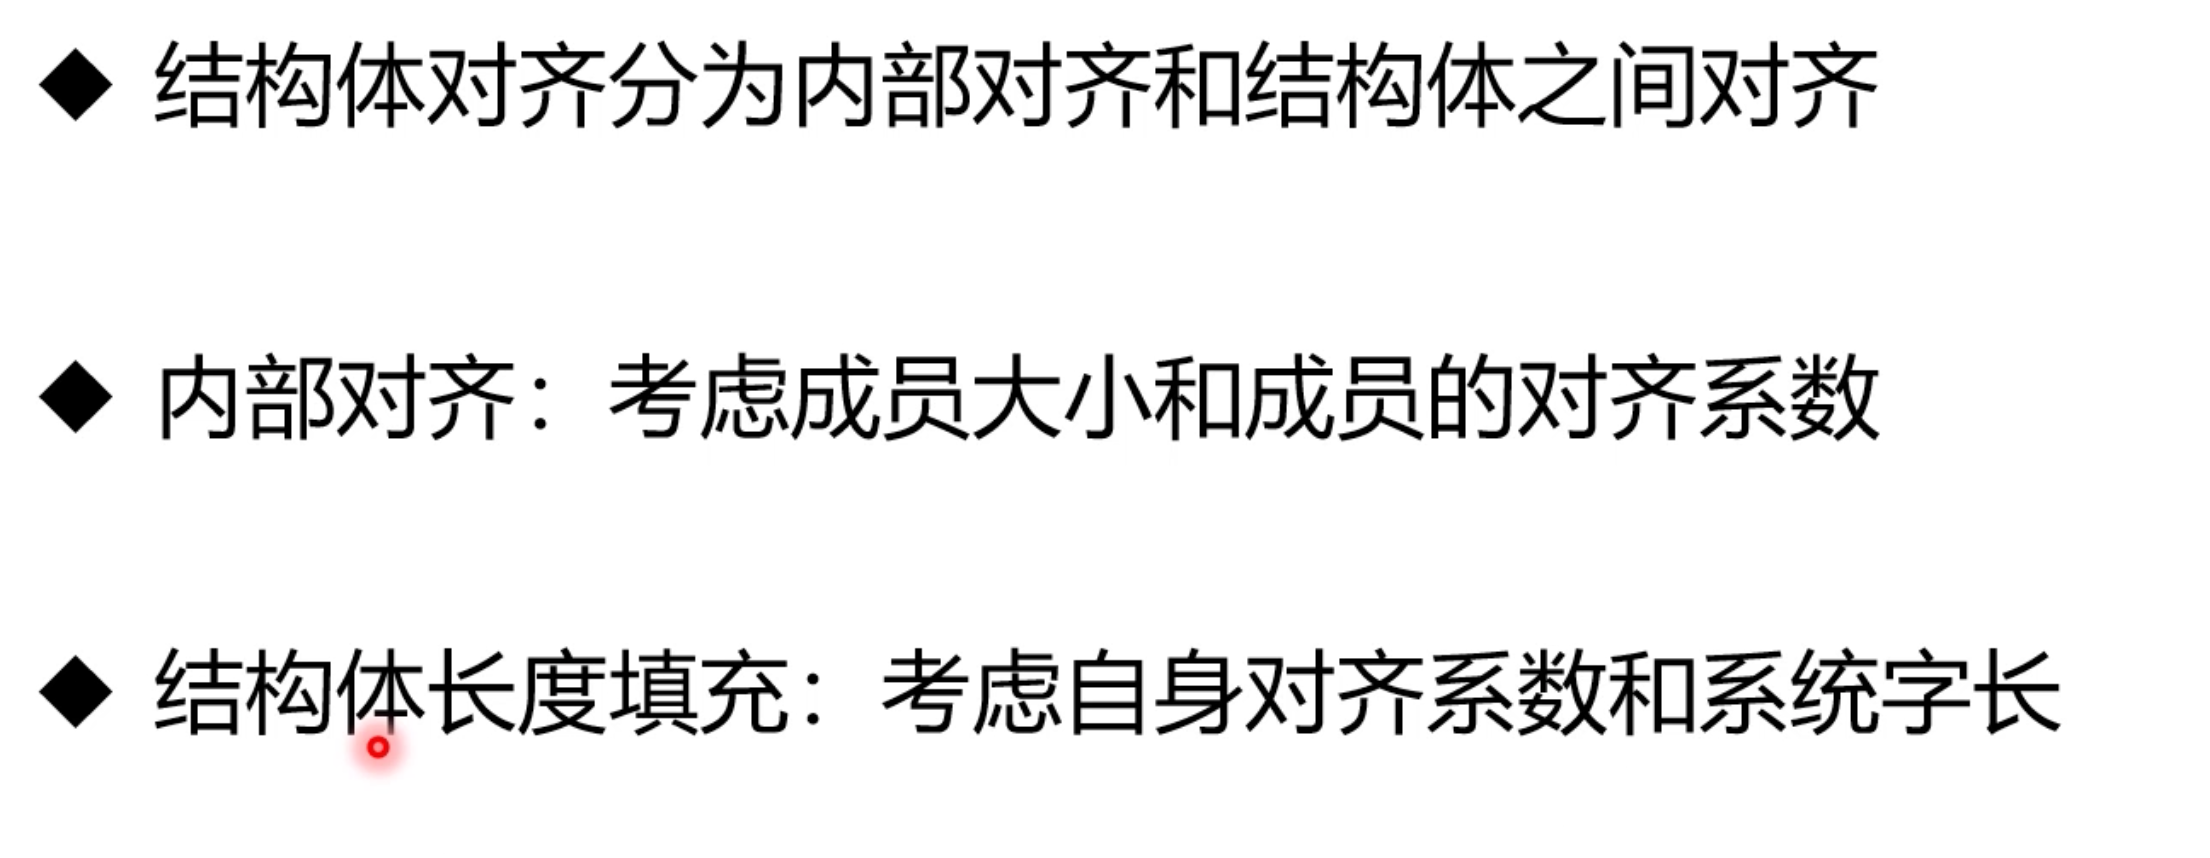 ◆ 结构体对齐分为内部对齐和结构体之间对齐
◆ 内部对齐：考虑成员大小和成员的对齐系数
◆ 结构体长度填充：考虑自身对齐系数和系统字长